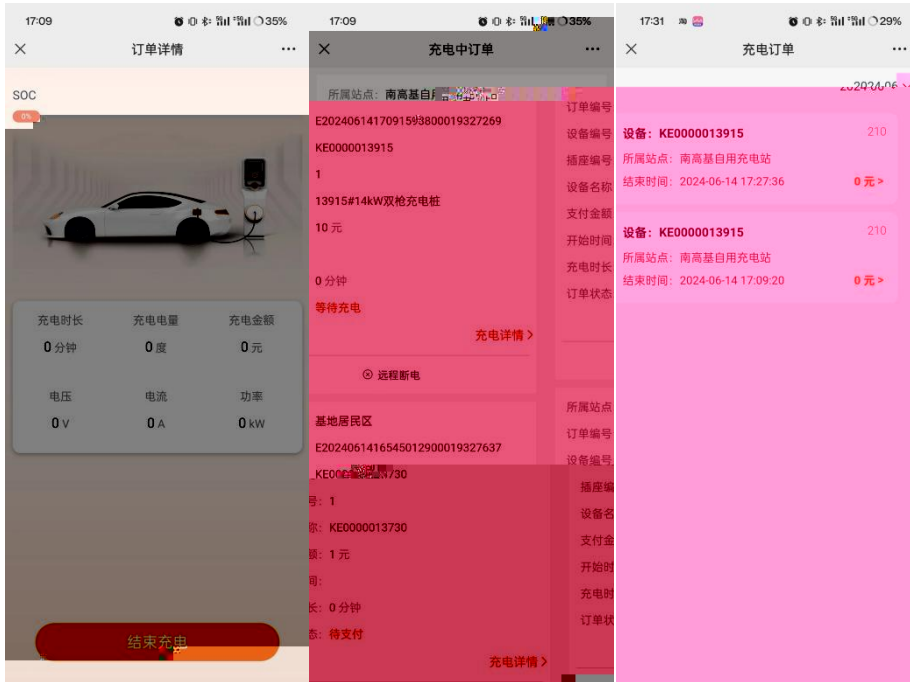 17:09
35%
订单详情
SOC
0%
充电时长 充电电量 充电金额
0 分钟 0 度 0 元
电压 电流 功率
0 V 0 A 0 kW
结束充电
17:09
35%
充电中订单
所属站点: 南高基自
订单编号
E2024061417091593800019327269
设备编号
KE0000013915
插座编号
1
设备名称
13915#14kW双枪充电桩
支付金额
10 元
开始时间
充电时长
0 分钟
订单状态
等待充电
充电详情 >
远程断电
所属站点
基地居民区
订单编号
E2024061416545012900019327637
设备编号
730
号: 1
插座编
称: KE0000013730
设备名
额: 1 元
支付金
间:
开始时
长: 0 分钟
充电时
态: 待支付
订单状
充电详情 >
17:31
29%
充电订单
设备: KE0000013915 210
所属站点: 南高基自用充电站
结束时间: 2024-06-14 17:27:36 0 元 >
设备: KE0000013915 210
所属站点: 南高基自用充电站
结束时间: 2024-06-14 17:09:20 0 元 >